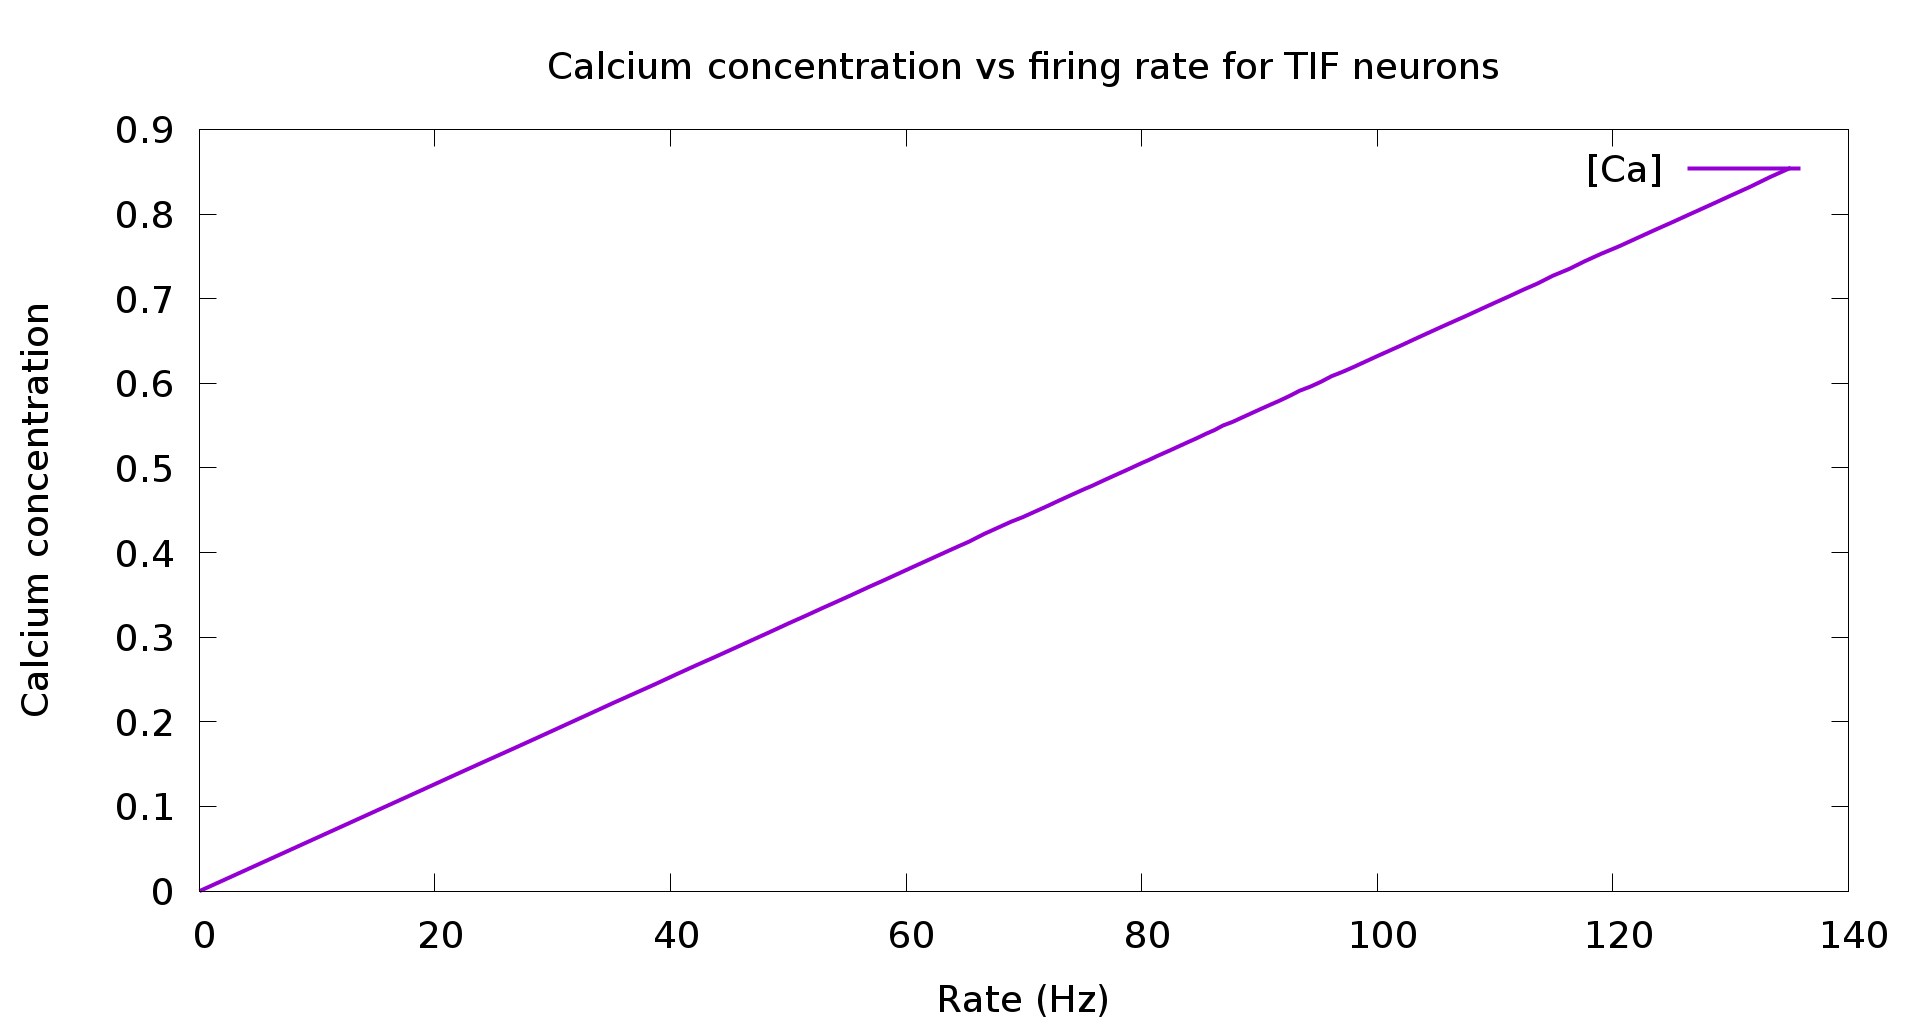 Calcium concentration vs firing rate for TIF neurons
[Ca]
0.9
0.8
0.7
0.6
0.5
0.4
0.3
0.2
0.1
0
Calcium concentration
0 20 40 60 80 100 120 140
Rate (Hz)